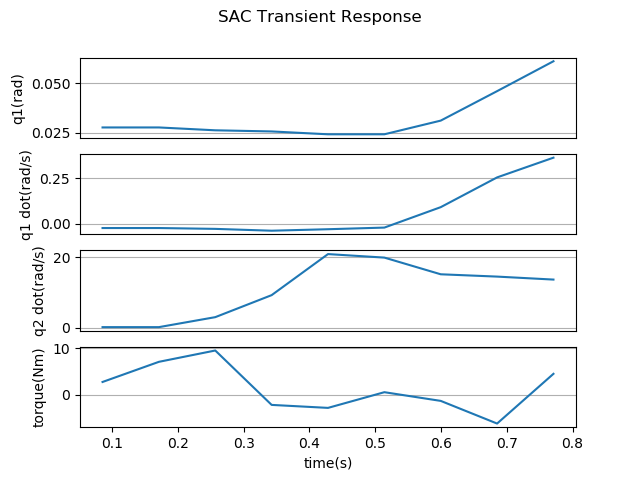 SAC Transient Response
q1(rad)
0.050
0.025
q1 dot(rad/s)
0.25
0.00
q2 dot(rad/s)
20
0
torque(Nm)
10
0
0.1 0.2 0.3 0.4 0.5 0.6 0.7 0.8
time(s)